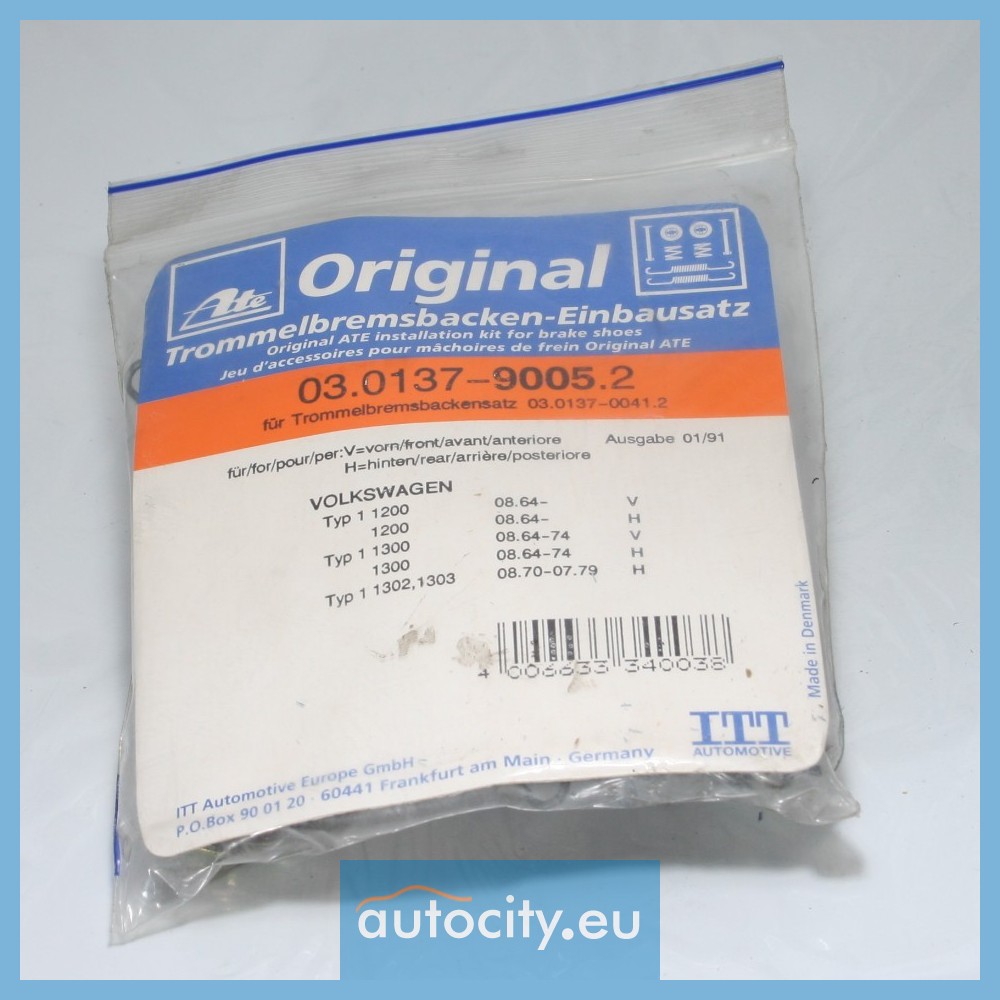 Ate
Original
Trommelbremsbacken-Einbausatz
Original ATE installation kit for brake shoes
Jeu d'accessoires pour mâchoires de frein Original ATE
03.0137-9005.2
für Trommelbremsbackensatz 03.0137-0041.2
für/for/pour/per:V=vorn/front/avant/anteriore Ausgabe 01/91
H=hinten/rear/arrière/posteriore
VOLKSWAGEN
Typ 1 1200 08.64- V
1200 08.64- H
Typ 1 1300 08.64-74 V
1300 08.64-74 H
Typ 1 1302,1303 08.70-07.79 H
4 006633 340038
Made in Denmark
ITT
AUTOMOTIVE
ITT Automotive Europe GmbH
P.O.Box 90 01 20 · 60441 Frankfurt am Main · Germany
autocity.eu